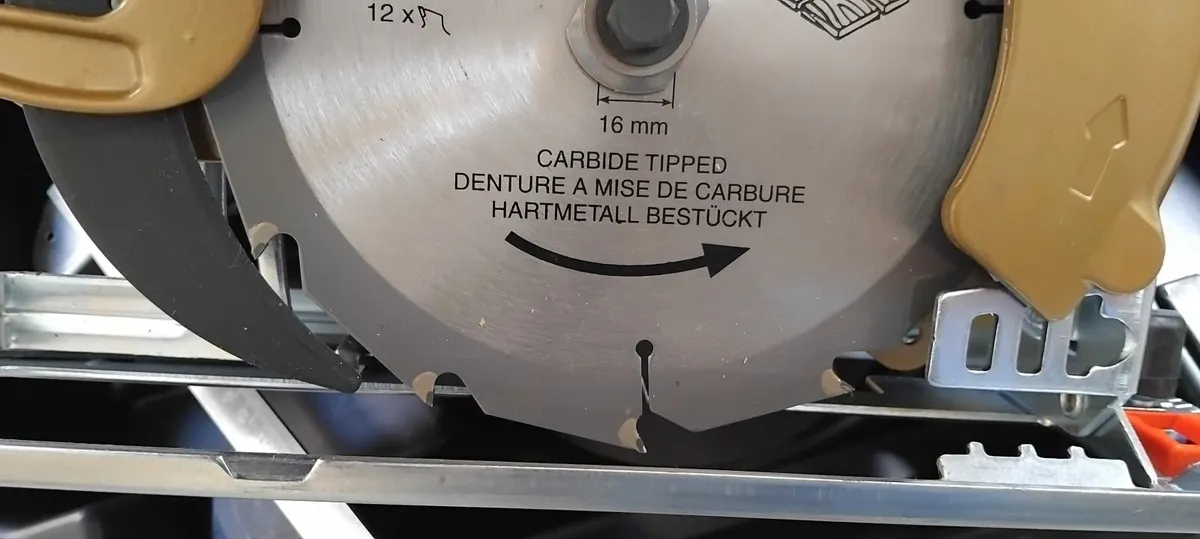 12 x
16 mm
CARBIDE TIPPED
DENTURE A MISE DE CARBURE
HARTMETALL BESTÜCKT